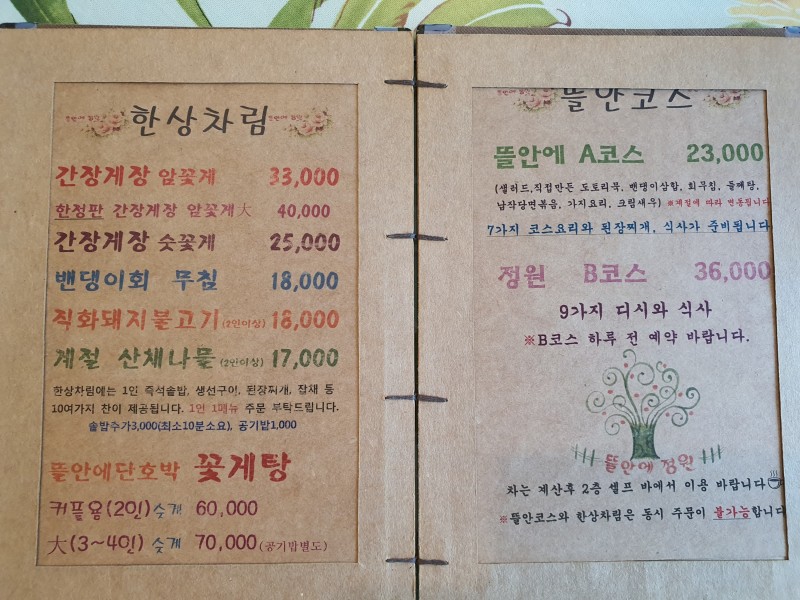 한상차림
간장게장 암꽃게 33,000
한정판 간장게장 암꽃게大 40,000
간장게장 숫꽃게 25,000
밴댕이회 무침 18,000
직화돼지불고기(2인이상) 18,000
계절 산채나물(2인이상) 17,000
한상차림에는 1인 즉석솥밥, 생선구이, 된장찌개, 잡채 등
10여가지 찬이 제공됩니다. 1인 1메뉴 주문 부탁드립니다.
솥밥추가3,000(최소10분소요), 공기밥1,000
뜰안에단호박 꽃게탕
커플용(2인) 숫게 60,000
大(3~4인) 숫게 70,000(공기밥별도)
뜰안코스
뜰안에 A코스 23,000
(샐러드,직접만든 도토리묵, 밴댕이삼합, 회무침, 들깨탕,
남작당면볶음, 가지요리, 크림새우) ※계절에 따라 변동됩니다
7가지 코스요리와 된장찌개, 식사가 준비됩니다
정원 B코스 36,000
9가지 디시와 식사
※B코스 하루 전 예약 바랍니다.
뜰안에 정원
차는 계산후 2층 셀프 바에서 이용 바랍니다
※뜰안코스와 한상차림은 동시 주문이 불가능합니다